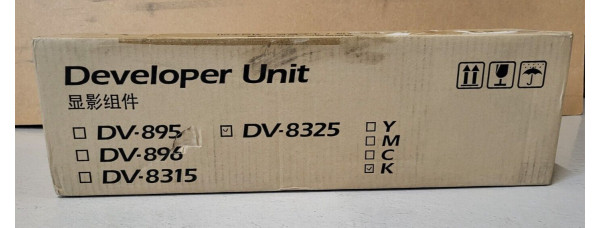 Developer Unit
显影组件
☐ DV-895 ☑ DV-8325 ☐ Y
☐ M
☐ DV-896 ☐ C
☐ DV-8315 ☑ K